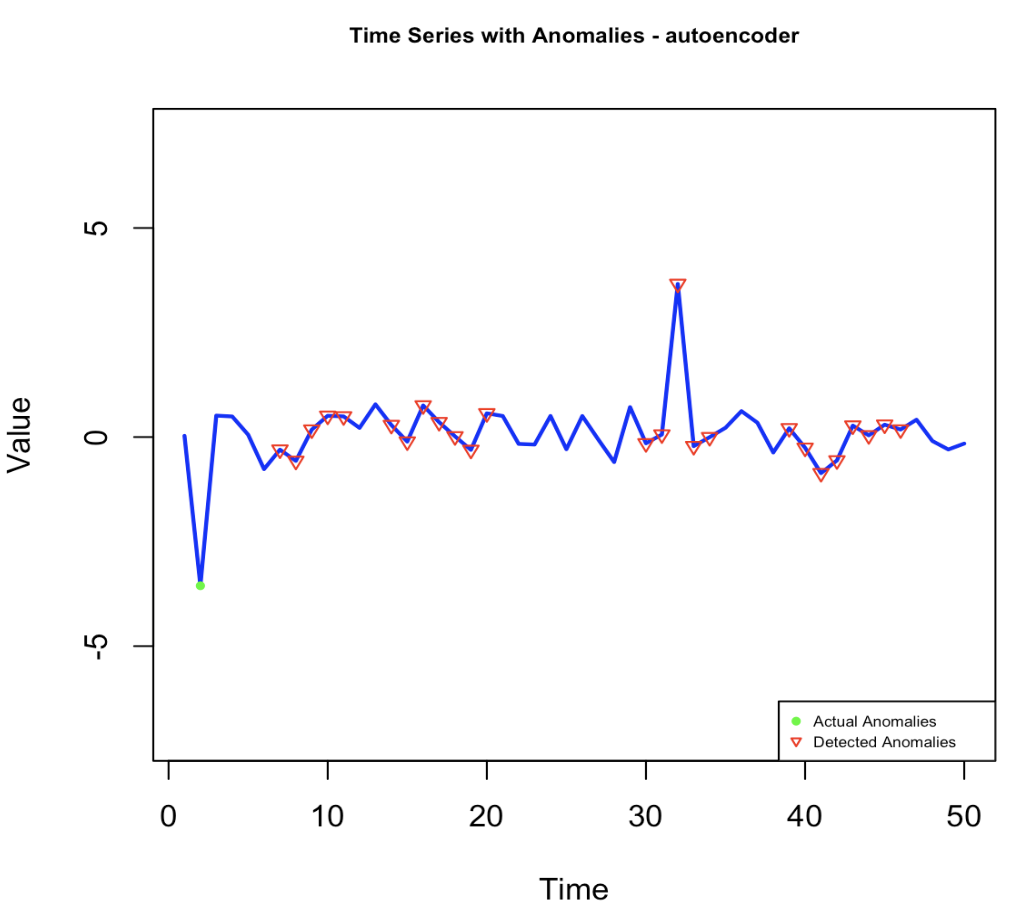 Time Series with Anomalies - autoencoder
Value
5
0
-5
Actual Anomalies
Detected Anomalies
0 10 20 30 40 50
Time